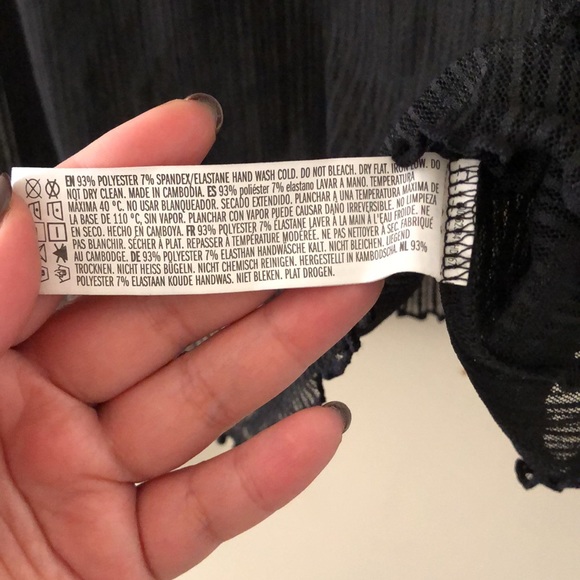 EN 93% POLYESTER 7% SPANDEX/ELASTANE HAND WASH COLD. DO NOT BLEACH. DRY FLAT. IRON LOW. DO
NOT DRY CLEAN. MADE IN CAMBODIA. ES 93% poliéster 7% elastano LAVAR A MANO. TEMPERATURA
MÁXIMA 40 °C. NO USAR BLANQUEADOR. SECADO EXTENDIDO. PLANCHAR A UNA TEMPERATURA MÁXIMA DE
LA BASE DE 110 °C, SIN VAPOR. PLANCHAR CON VAPOR PUEDE CAUSAR DAÑO IRREVERSIBLE. NO LIMPIEZA
EN SECO. HECHO EN CAMBOYA. FR 93% POLYESTER 7% ÉLASTANE LAVER À LA MAIN À L'EAU FROIDE. NE
PAS BLANCHIR. SÉCHER À PLAT. REPASSER À TEMPÉRATURE MODÉRÉE. NE PAS NETTOYER À SEC FABRIQUÉ
AU CAMBODGE. DE 93% POLYESTER 7% ELASTHAN HANDWÄSCHE KALT. NICHT BLEICHEN. LIEGEND
TROCKNEN. NICHT HEISS BÜGELN. NICHT CHEMISCH REINIGEN. HERGESTELLT IN KAMBODSCHA. NL 93%
POLYESTER 7% ELASTAAN KOUDE HANDWAS. NIET BLEKEN. PLAT DROGEN.